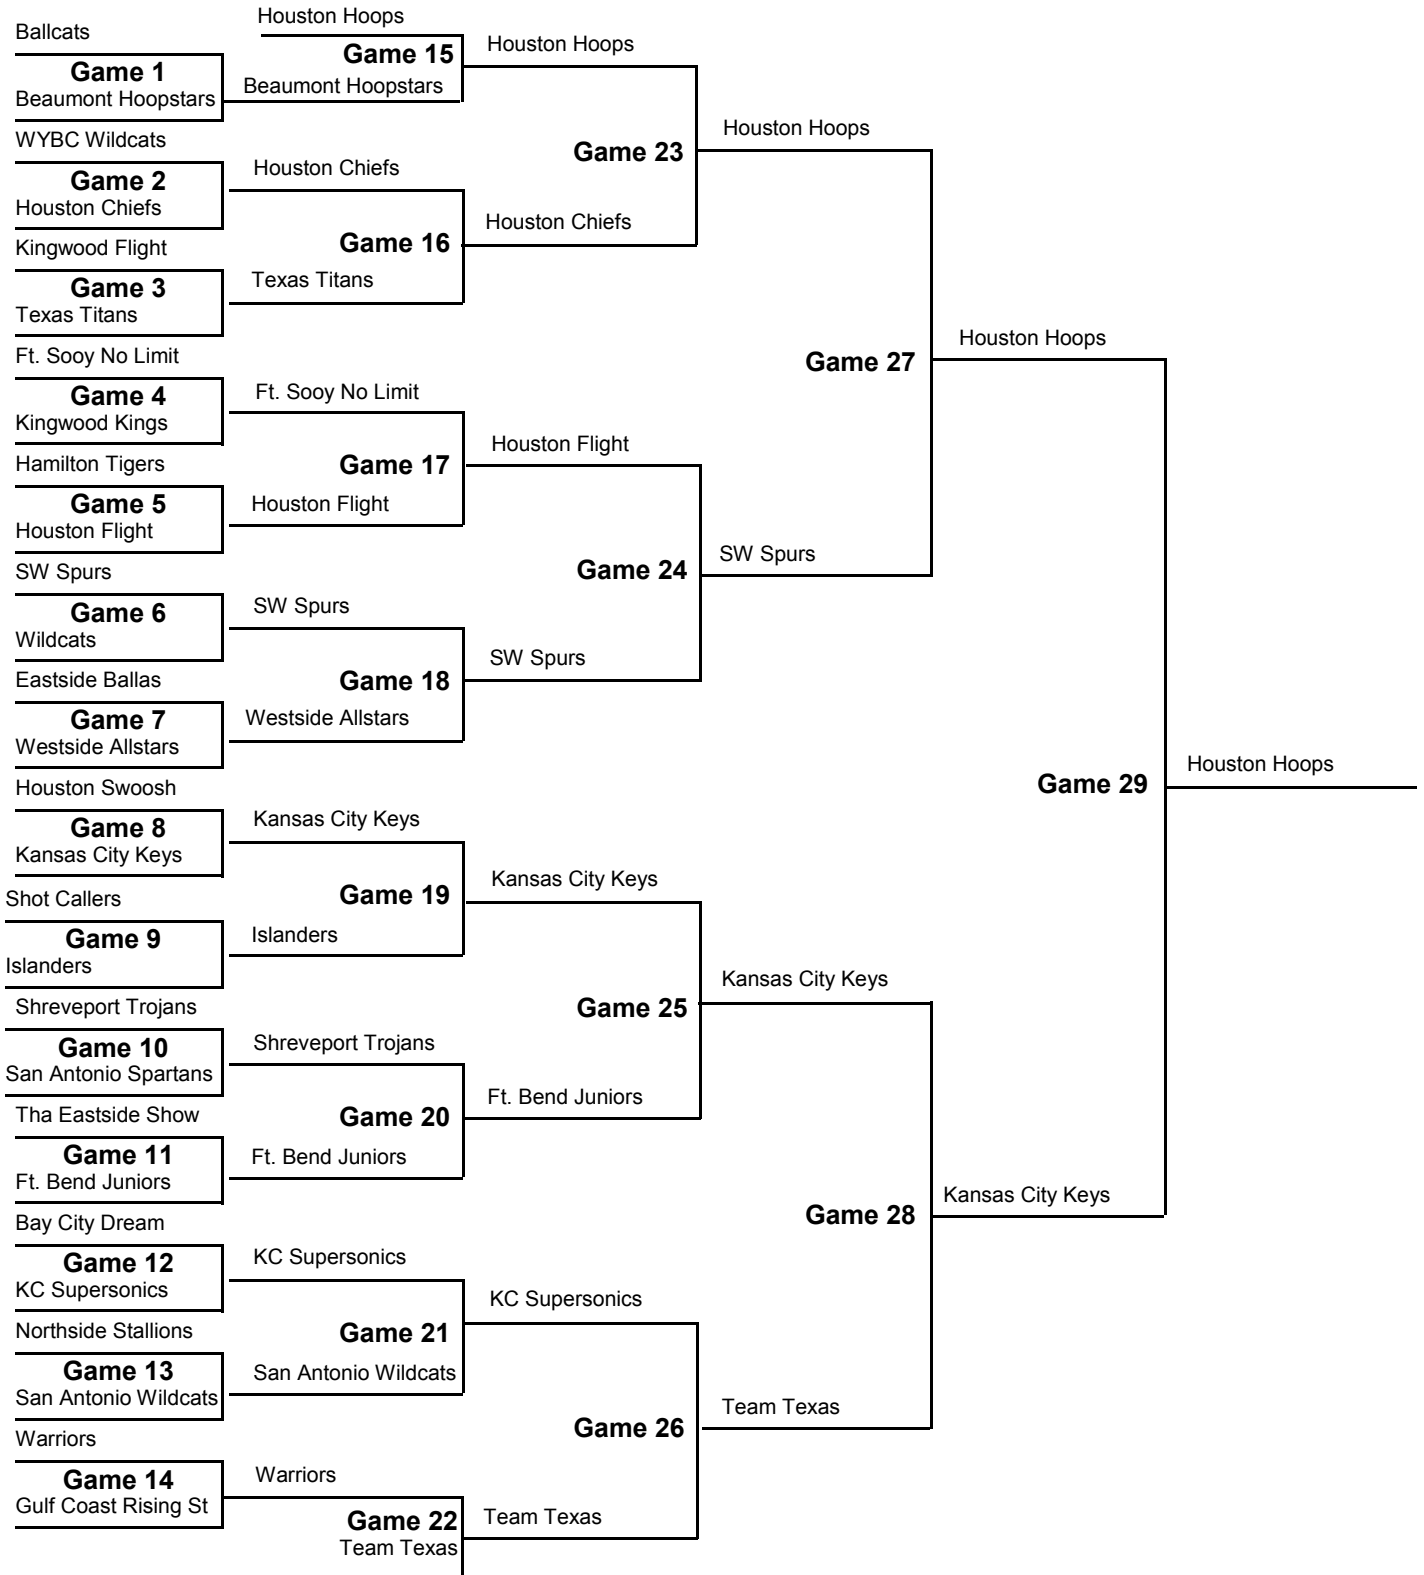 Ballcats
Game 1
Beaumont Hoopstars
WYBC Wildcats
Game 2
Houston Chiefs
Kingwood Flight
Game 3
Texas Titans
Ft. Sooy No Limit
Game 4
Kingwood Kings
Hamilton Tigers
Game 5
Houston Flight
SW Spurs
Game 6
Wildcats
Eastside Ballas
Game 7
Westside Allstars
Houston Swoosh
Game 8
Kansas City Keys
Shot Callers
Game 9
Islanders
Shreveport Trojans
Game 10
San Antonio Spartans
Tha Eastside Show
Game 11
Ft. Bend Juniors
Bay City Dream
Game 12
KC Supersonics
Northside Stallions
Game 13
San Antonio Wildcats
Warriors
Game 14
Gulf Coast Rising St
Houston Hoops
Game 15
Beaumont Hoopstars
Houston Chiefs
Game 16
Texas Titans
Ft. Sooy No Limit
Game 17
Houston Flight
SW Spurs
Game 18
Westside Allstars
Kansas City Keys
Game 19
Islanders
Shreveport Trojans
Game 20
Ft. Bend Juniors
KC Supersonics
Game 21
San Antonio Wildcats
Warriors
Game 22
Team Texas
Houston Hoops
Game 23
Houston Chiefs
Houston Flight
Game 24
SW Spurs
Kansas City Keys
Game 25
Ft. Bend Juniors
KC Supersonics
Game 26
Team Texas
Houston Hoops
Game 27
SW Spurs
Kansas City Keys
Game 28
Team Texas
Houston Hoops
Game 29
Kansas City Keys
Houston Hoops